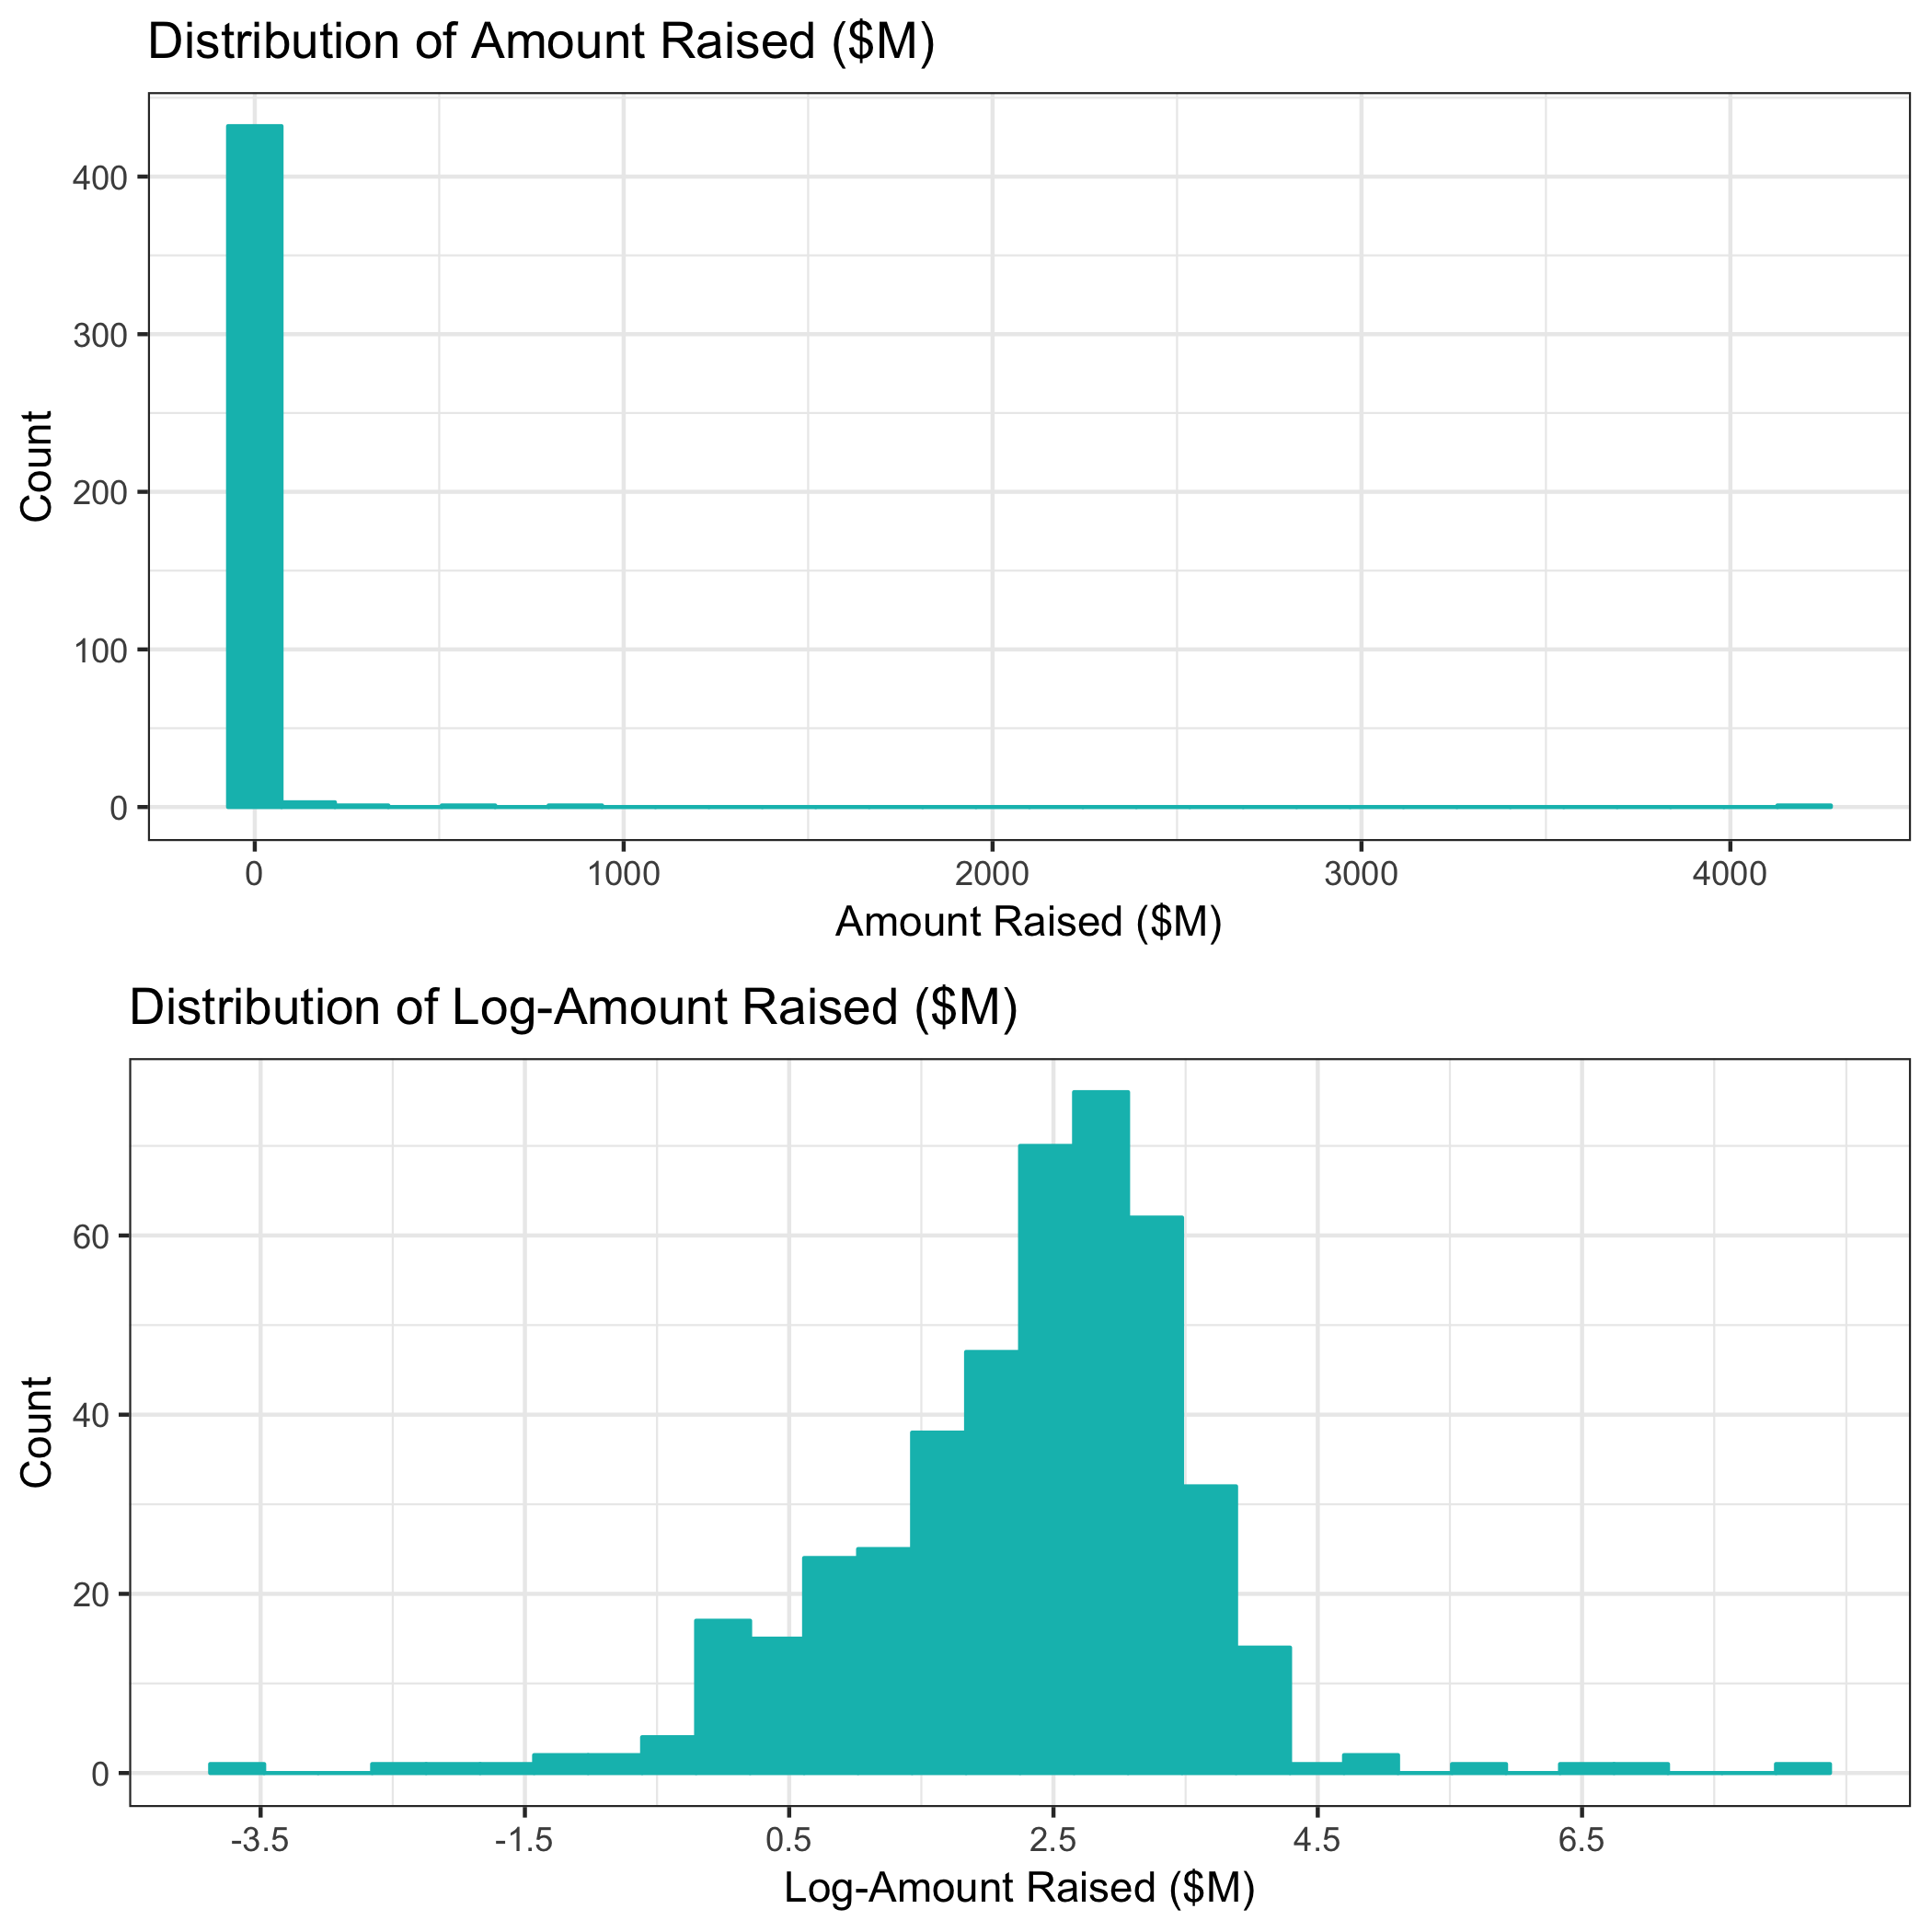 Distribution of Amount Raised ($M)
400
300
200
100
0
Count
0 1000 2000 3000 4000
Amount Raised ($M)
Distribution of Log-Amount Raised ($M)
60
40
20
0
Count
-3.5 -1.5 0.5 2.5 4.5 6.5
Log-Amount Raised ($M)